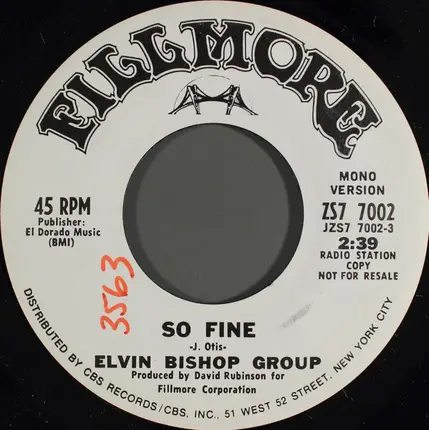 FILLMORE
MONO
VERSION
45 RPM
Publisher:
El Dorado Music
(BMI)
ZS7 7002
JZS7 7002-3
2:39
RADIO STATION
COPY
NOT FOR RESALE
3563
SO FINE
-J. Otis-
ELVIN BISHOP GROUP
Produced by David Rubinson for
Fillmore Corporation
DISTRIBUTED BY CBS RECORDS/CBS, INC., 51 WEST 52 STREET, NEW YORK CITY